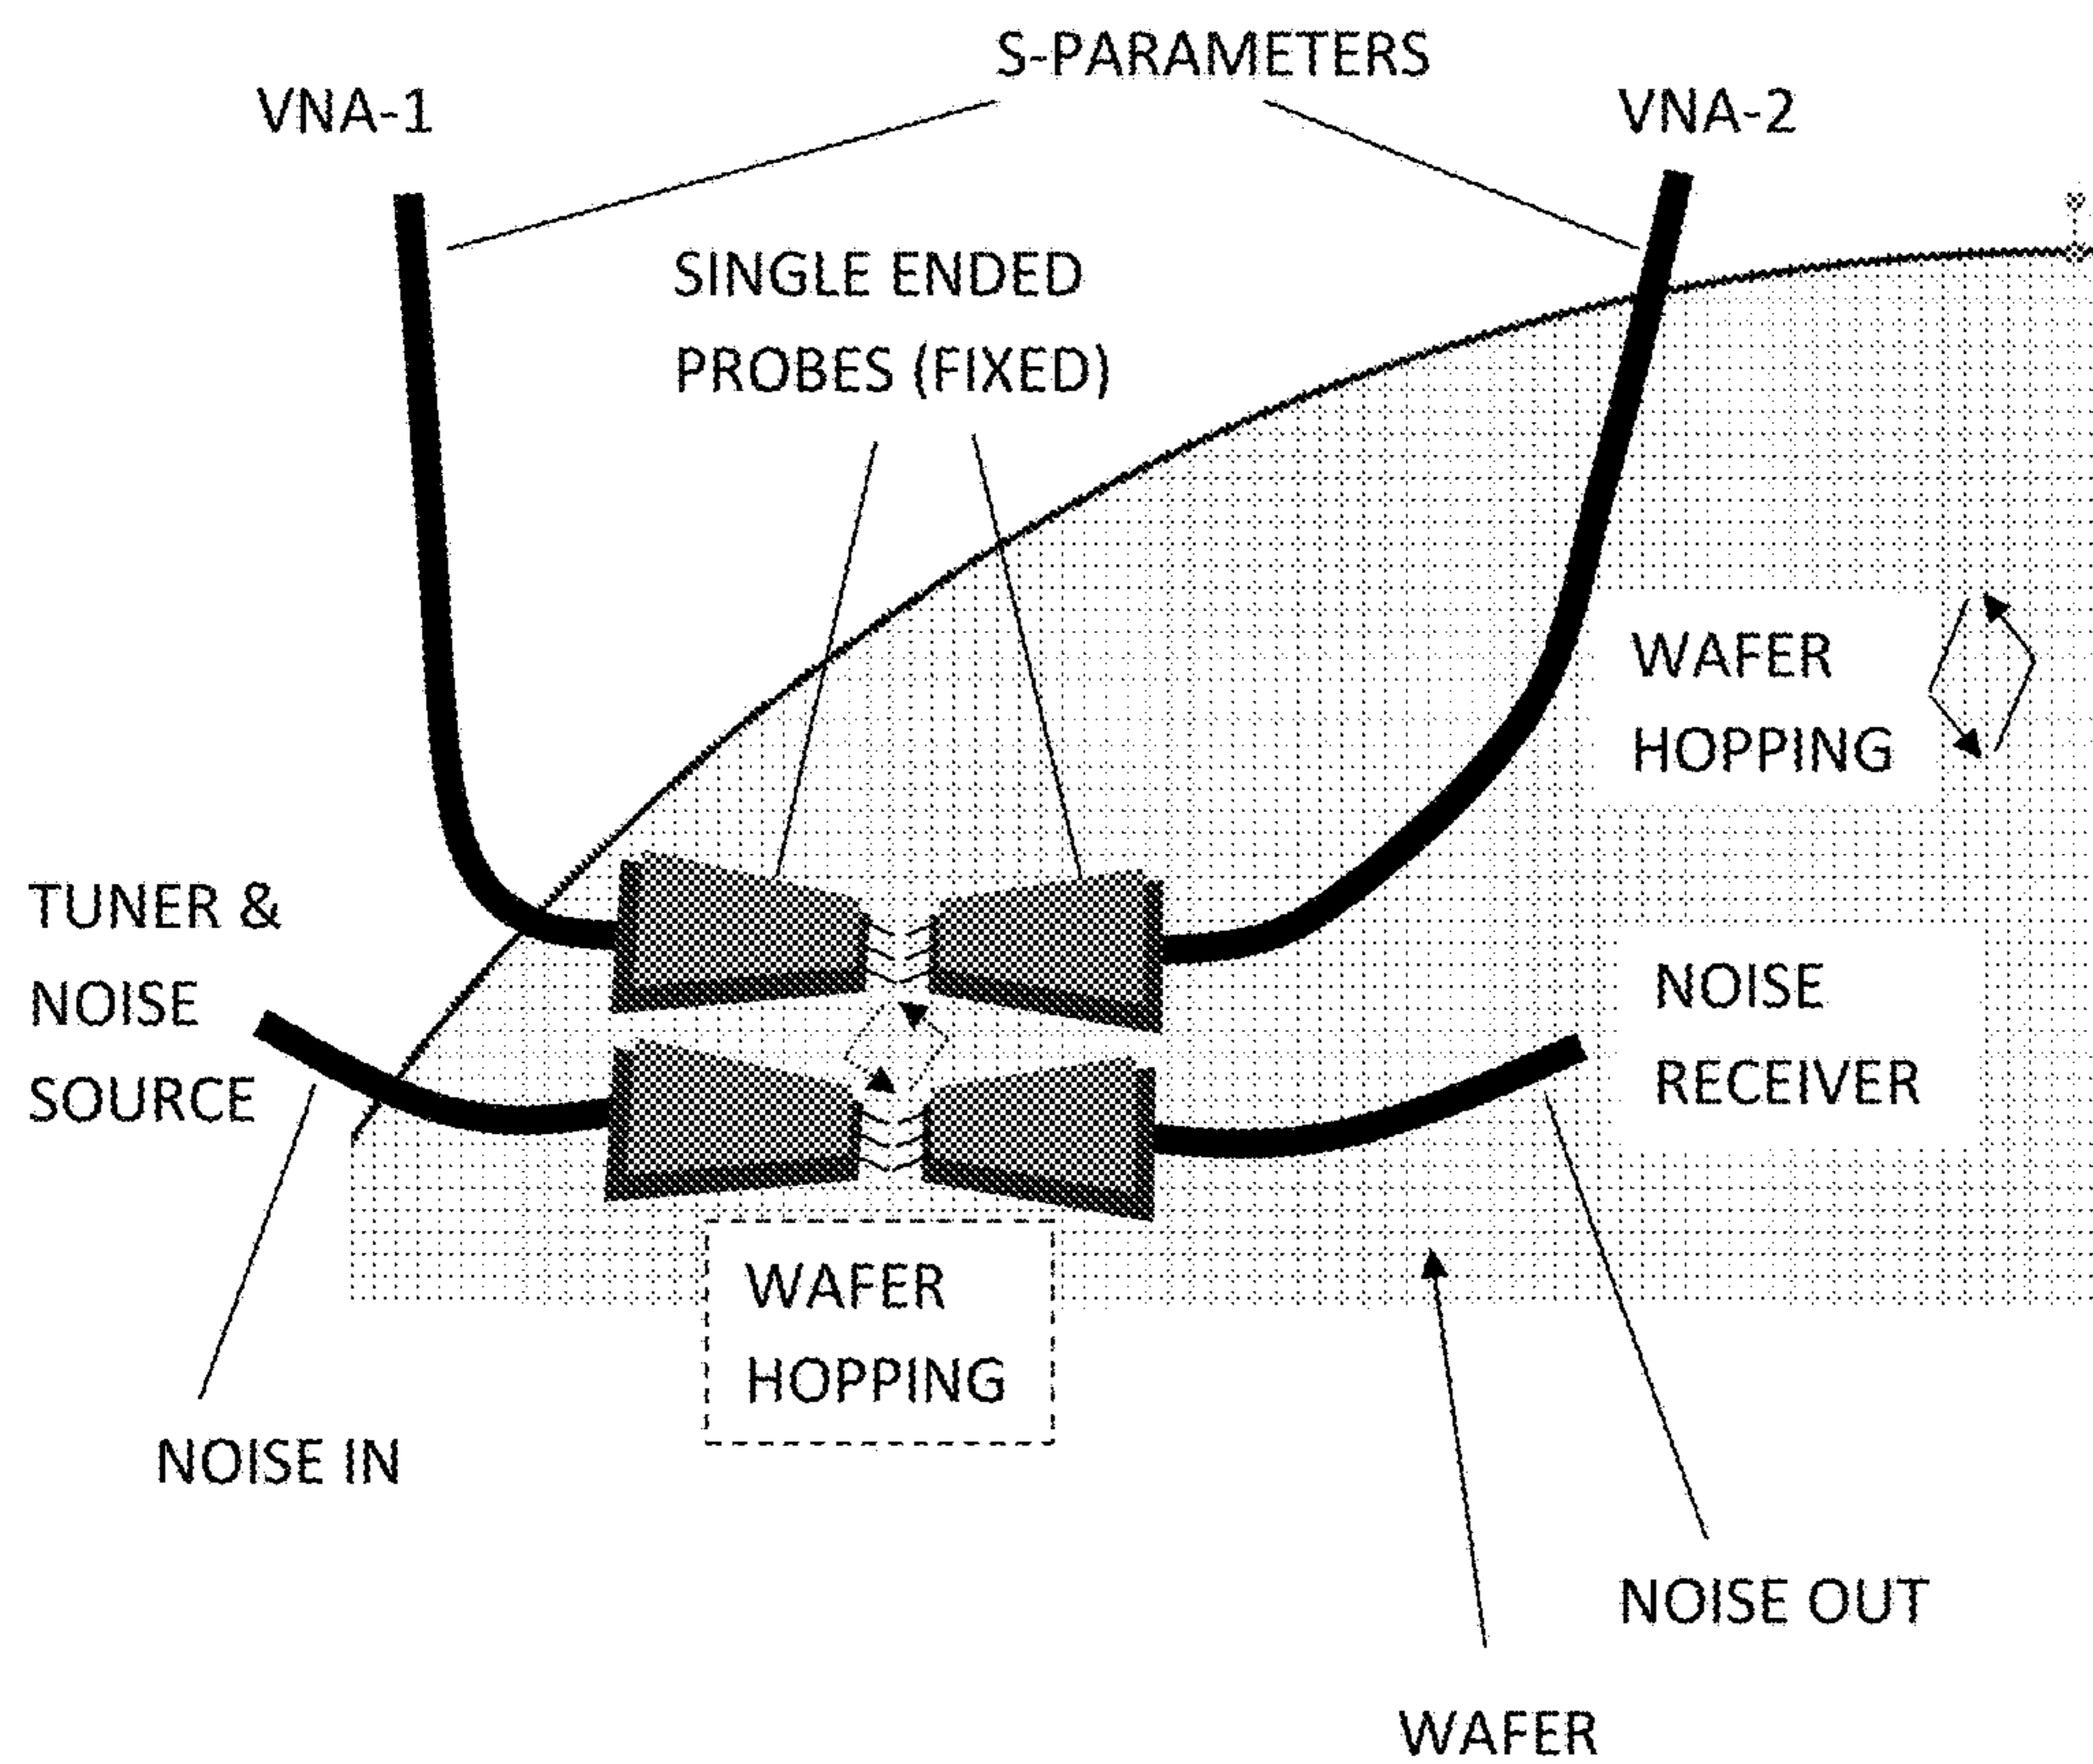 S-PARAMETERS
VNA-1
VNA-2
SINGLE ENDED
PROBES (FIXED)
WAFER
HOPPING
TUNER &
NOISE
SOURCE
NOISE
RECEIVER
WAFER
HOPPING
NOISE IN
NOISE OUT
WAFER